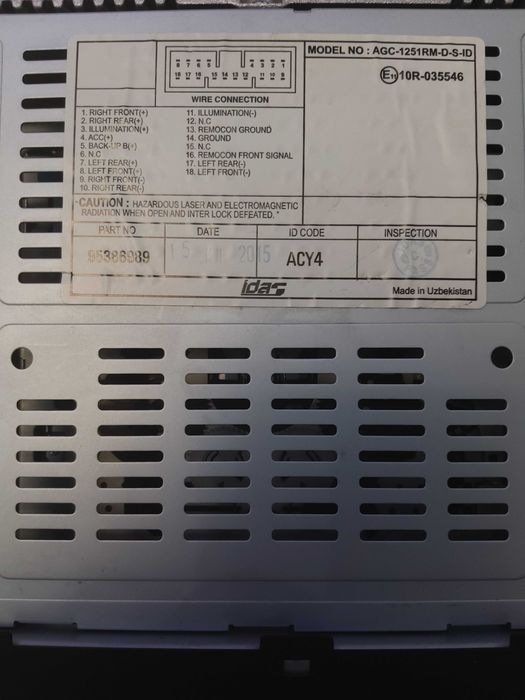 MODEL NO : AGC-1251RM-D-S-ID
8 7 6 5 4 3 2 1
18 17 16 15 14 13 12 11 10 9
WIRE CONNECTION
E11 10R-035546
1. RIGHT FRONT(+)
2. RIGHT REAR(+)
3. ILLUMINATION(+)
4. ACC(+)
5. BACK-UP B(+)
6. N.C
7. LEFT REAR(+)
8. LEFT FRONT(+)
9. RIGHT FRONT(-)
10. RIGHT REAR(-)
11. ILLUMINATION(-)
12. N.C
13. REMOCON GROUND
14. GROUND
15. N.C
16. REMOCON FRONT SIGNAL
17. LEFT REAR(-)
18. LEFT FRONT(-)
CAUTION : HAZARDOUS LASER AND ELECTROMAGNETIC
RADIATION WHEN OPEN AND INTER LOCK DEFEATED. "
PART NO DATE ID CODE INSPECTION
95386989 15 2015 ACY4
idas Made in Uzbekistan